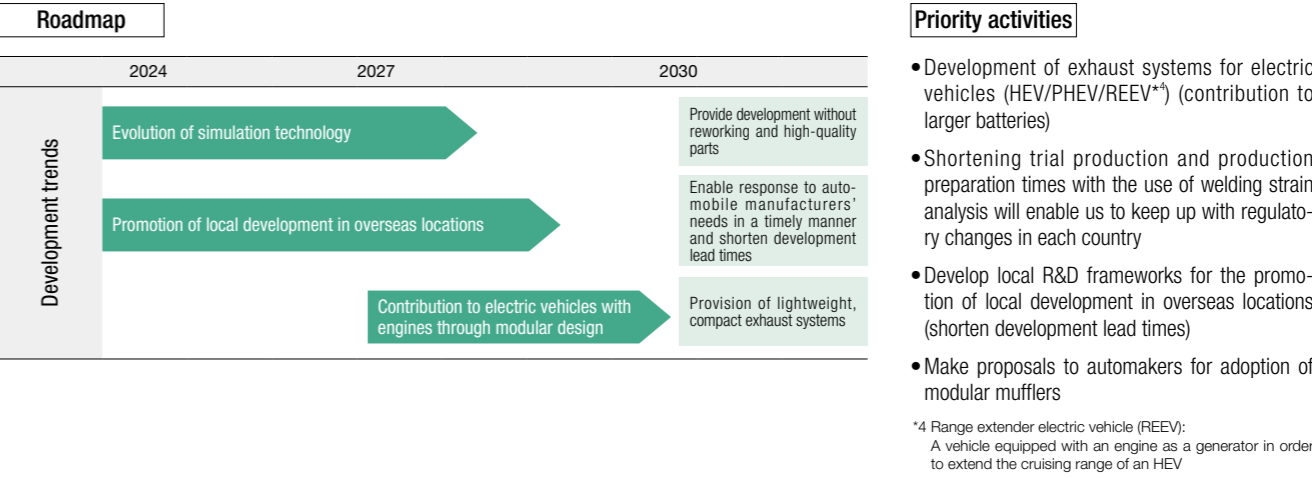 Roadmap
2024 2027 2030
Development trends
Evolution of simulation technology
Provide development without
reworking and high-quality
parts
Promotion of local development in overseas locations
Enable response to auto-
mobile manufacturers'
needs in a timely manner
and shorten development
lead times
Contribution to electric vehicles with
engines through modular design
Provision of lightweight,
compact exhaust systems
Priority activities
•Development of exhaust systems for electric
vehicles (HEV/PHEV/REEV*4) (contribution to
larger batteries)
•Shortening trial production and production
preparation times with the use of welding strain
analysis will enable us to keep up with regulato-
ry changes in each country
•Develop local R&D frameworks for the promo-
tion of local development in overseas locations
(shorten development lead times)
•Make proposals to automakers for adoption of
modular mufflers
*4 Range extender electric vehicle (REEV):
A vehicle equipped with an engine as a generator in order
to extend the cruising range of an HEV